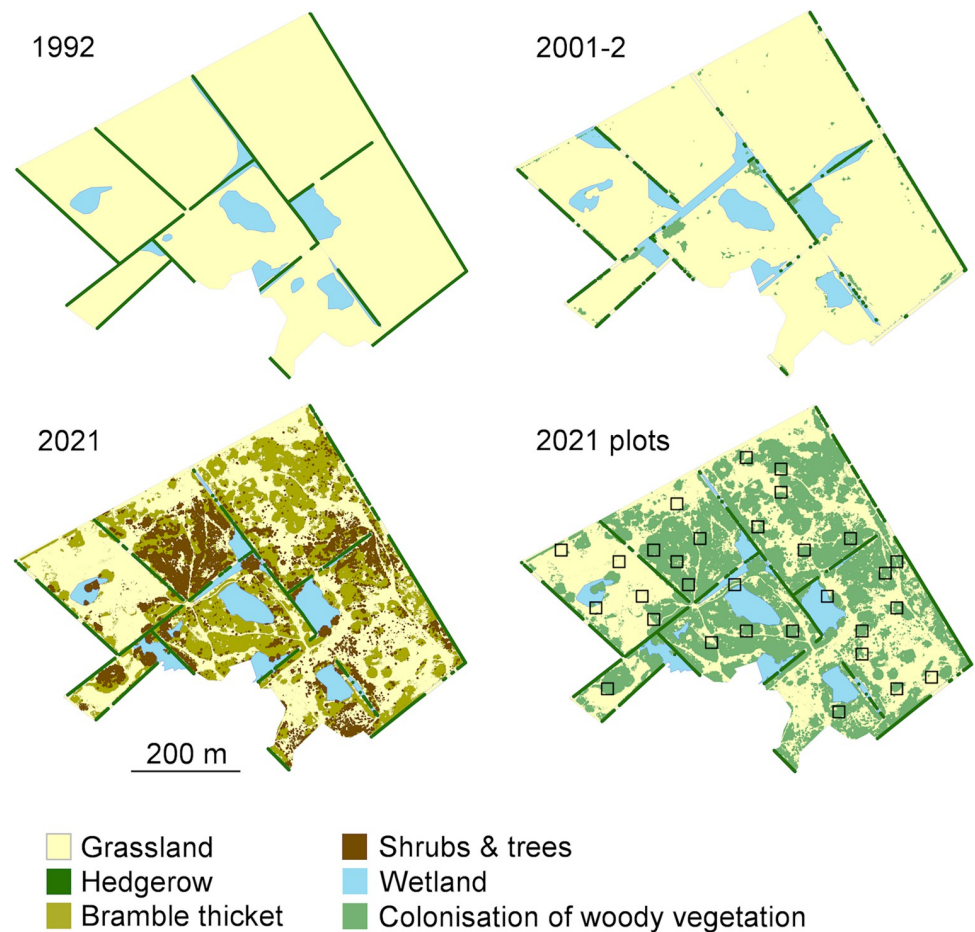 1992
2001-2
2021
2021 plots
200 m
Grassland
Shrubs & trees
Hedgerow
Wetland
Bramble thicket
Colonisation of woody vegetation